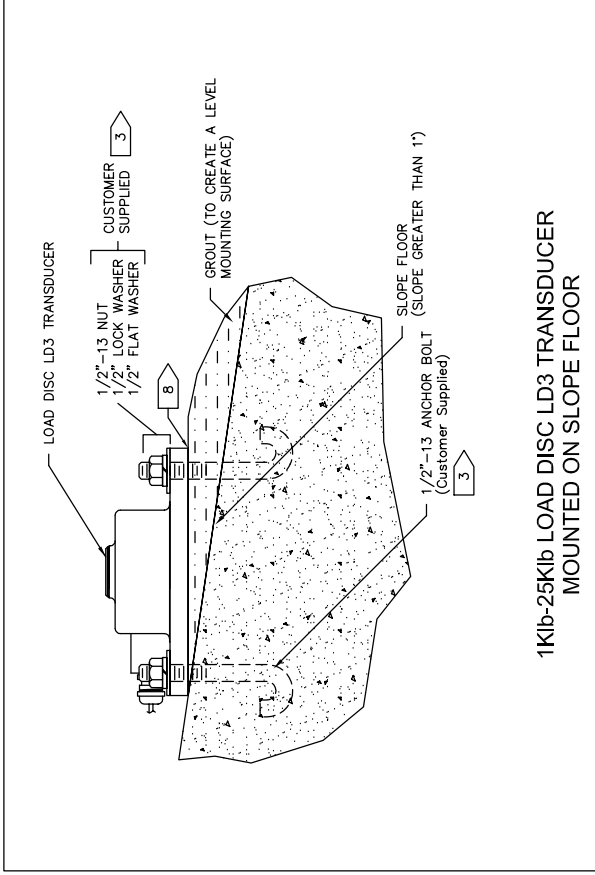 LOAD DISC LD3 TRANSDUCER
1/2"-13 NUT
1/2" LOCK WASHER
1/2" FLAT WASHER
CUSTOMER
SUPPLIED
3
8
GROUT (TO CREATE A LEVEL
MOUNTING SURFACE)
SLOPE FLOOR
(SLOPE GREATER THAN 1°)
1/2"-13 ANCHOR BOLT
(Customer Supplied)
3
1Klb-25Klb LOAD DISC LD3 TRANSDUCER
MOUNTED ON SLOPE FLOOR